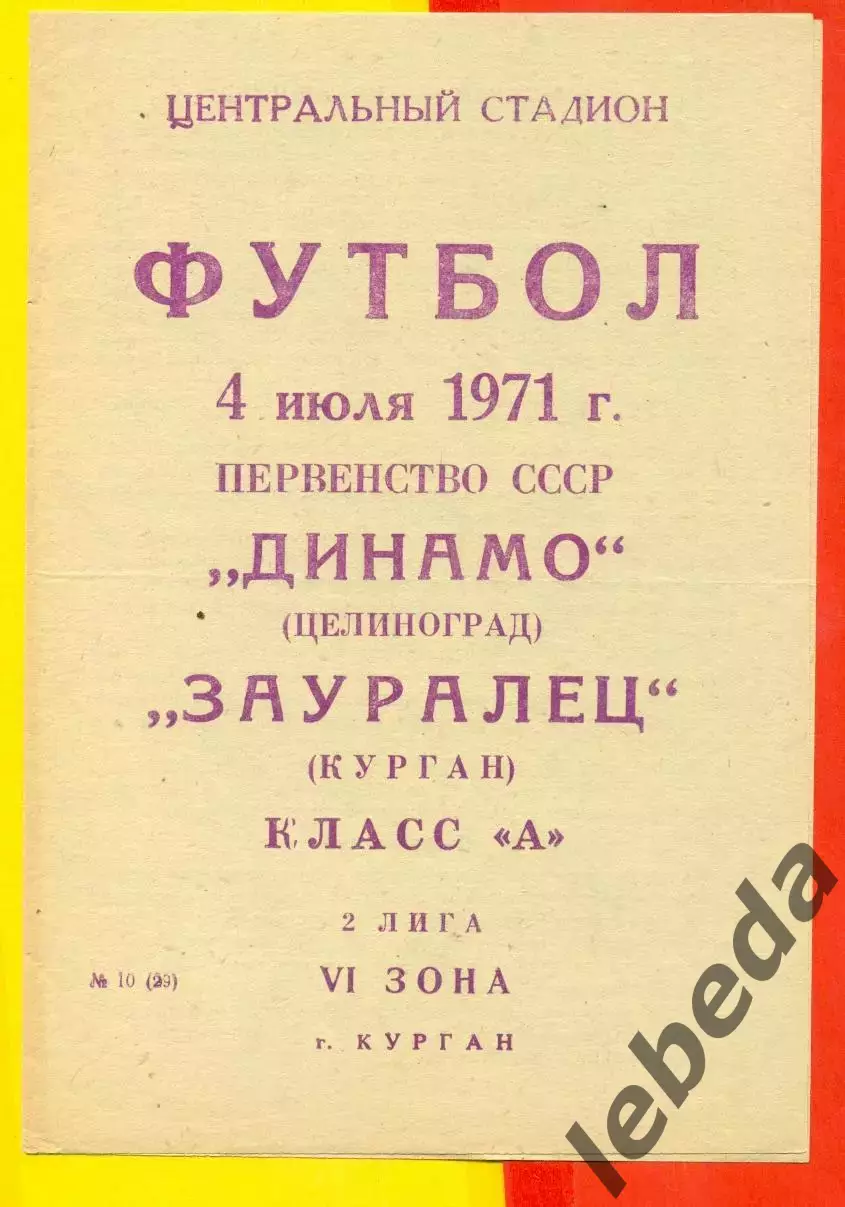 ЦЕНТРАЛЬНЫЙ СТАДИОН
ФУТБОЛ
4 июля 1971 г.
ПЕРВЕНСТВО СССР
„ДИНАМО“
(ЦЕЛИНОГРАД)
„ЗАУРАЛЕЦ“
(КУРГАН)
КЛАСС «А»
2 ЛИГА
№ 10 (29)
VI ЗОНА
г. КУРГАН
lebeda